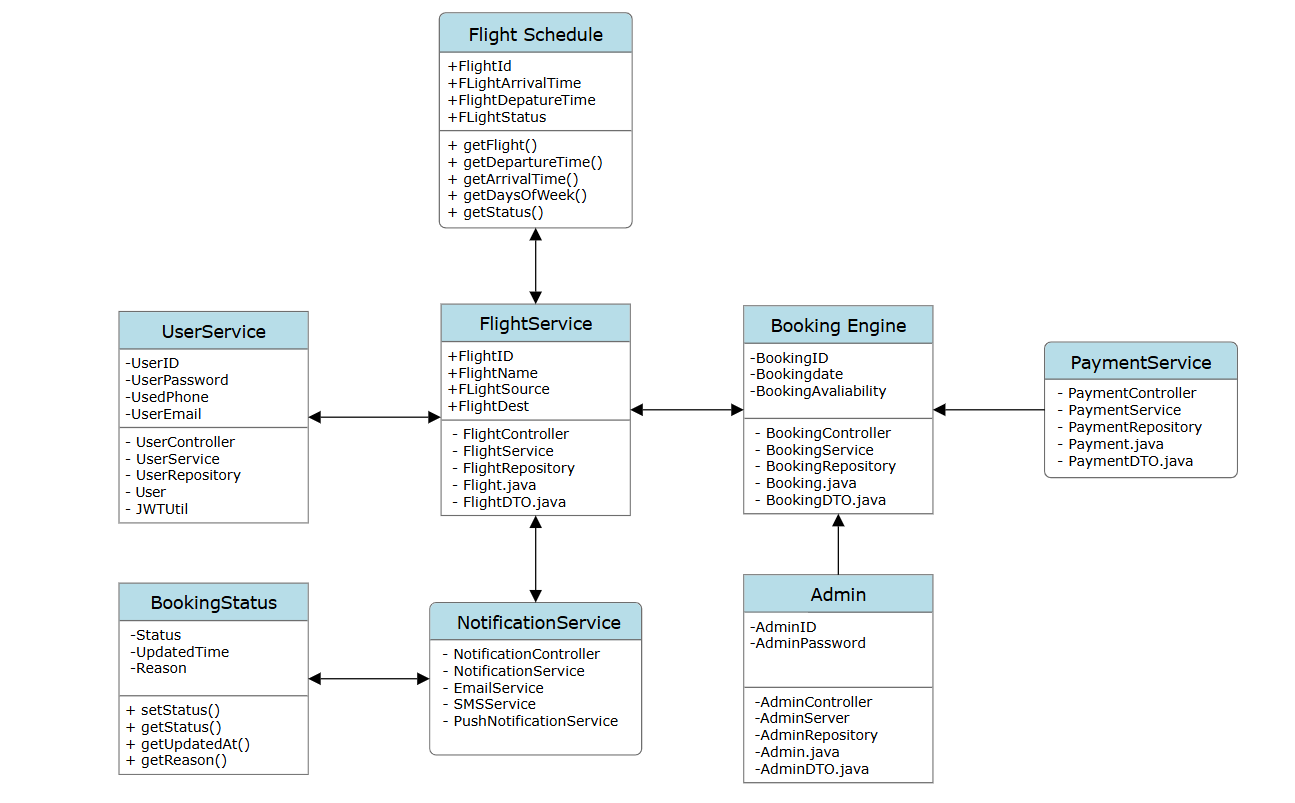 Flight Schedule
+FlightId
+FLightArrivalTime
+FlightDepatureTime
+FLightStatus
+ getFlight()
+ getDepartureTime()
+ getArrivalTime()
+ getDaysOfWeek()
+ getStatus()
UserService
-UserID
-UserPassword
-UsedPhone
-UserEmail
- UserController
- UserService
- UserRepository
- User
- JWTUtil
FlightService
+FlightID
+FlightName
+FLightSource
+FlightDest
- FlightController
- FlightService
- FlightRepository
- Flight.java
- FlightDTO.java
Booking Engine
-BookingID
-Bookingdate
-BookingAvaliability
- BookingController
- BookingService
- BookingRepository
- Booking.java
- BookingDTO.java
PaymentService
- PaymentController
- PaymentService
- PaymentRepository
- Payment.java
- PaymentDTO.java
BookingStatus
-Status
-UpdatedTime
-Reason
+ setStatus()
+ getStatus()
+ getUpdatedAt()
+ getReason()
NotificationService
- NotificationController
- NotificationService
- EmailService
- SMSService
- PushNotificationService
Admin
-AdminID
-AdminPassword
-AdminController
-AdminServer
-AdminRepository
-Admin.java
-AdminDTO.java